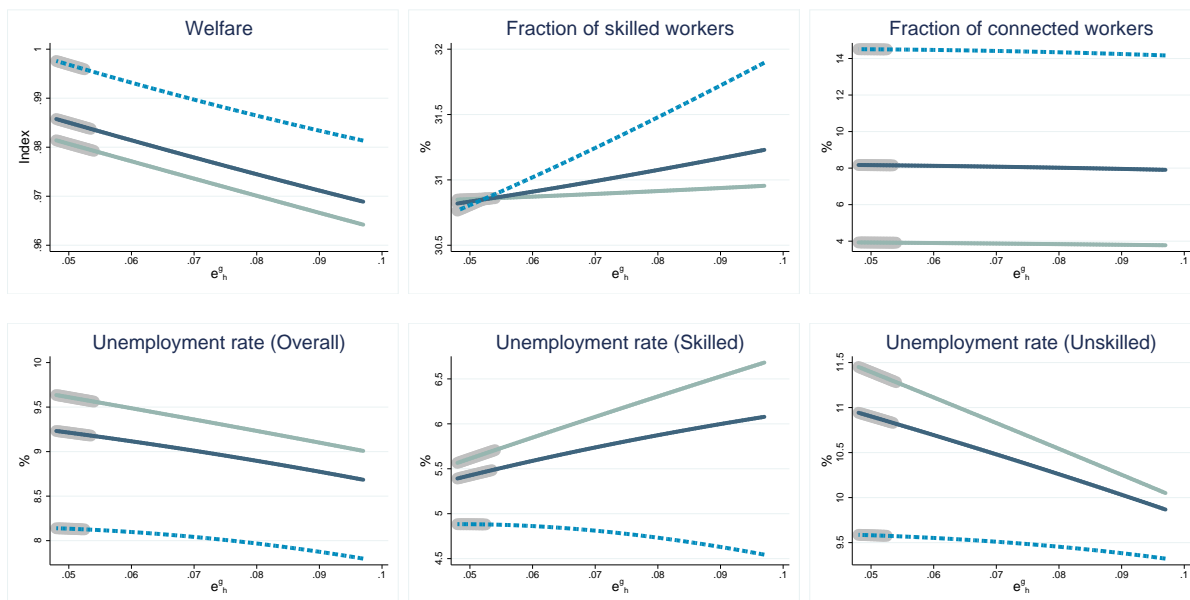 Welfare
Index
1
.99
.98
.97
.96
.05 .06 .07 .08 .09 .1
e^g_h
Fraction of skilled workers
%
32
31.5
31
30.5
.05 .06 .07 .08 .09 .1
e^g_h
Fraction of connected workers
%
14
12
10
8
6
4
.05 .06 .07 .08 .09 .1
e^g_h
Unemployment rate (Overall)
%
10
9.5
9
8.5
8
.05 .06 .07 .08 .09 .1
e^g_h
Unemployment rate (Skilled)
%
6.5
6
5.5
5
4.5
.05 .06 .07 .08 .09 .1
e^g_h
Unemployment rate (Unskilled)
%
11.5
11
10.5
10
9.5
.05 .06 .07 .08 .09 .1
e^g_h